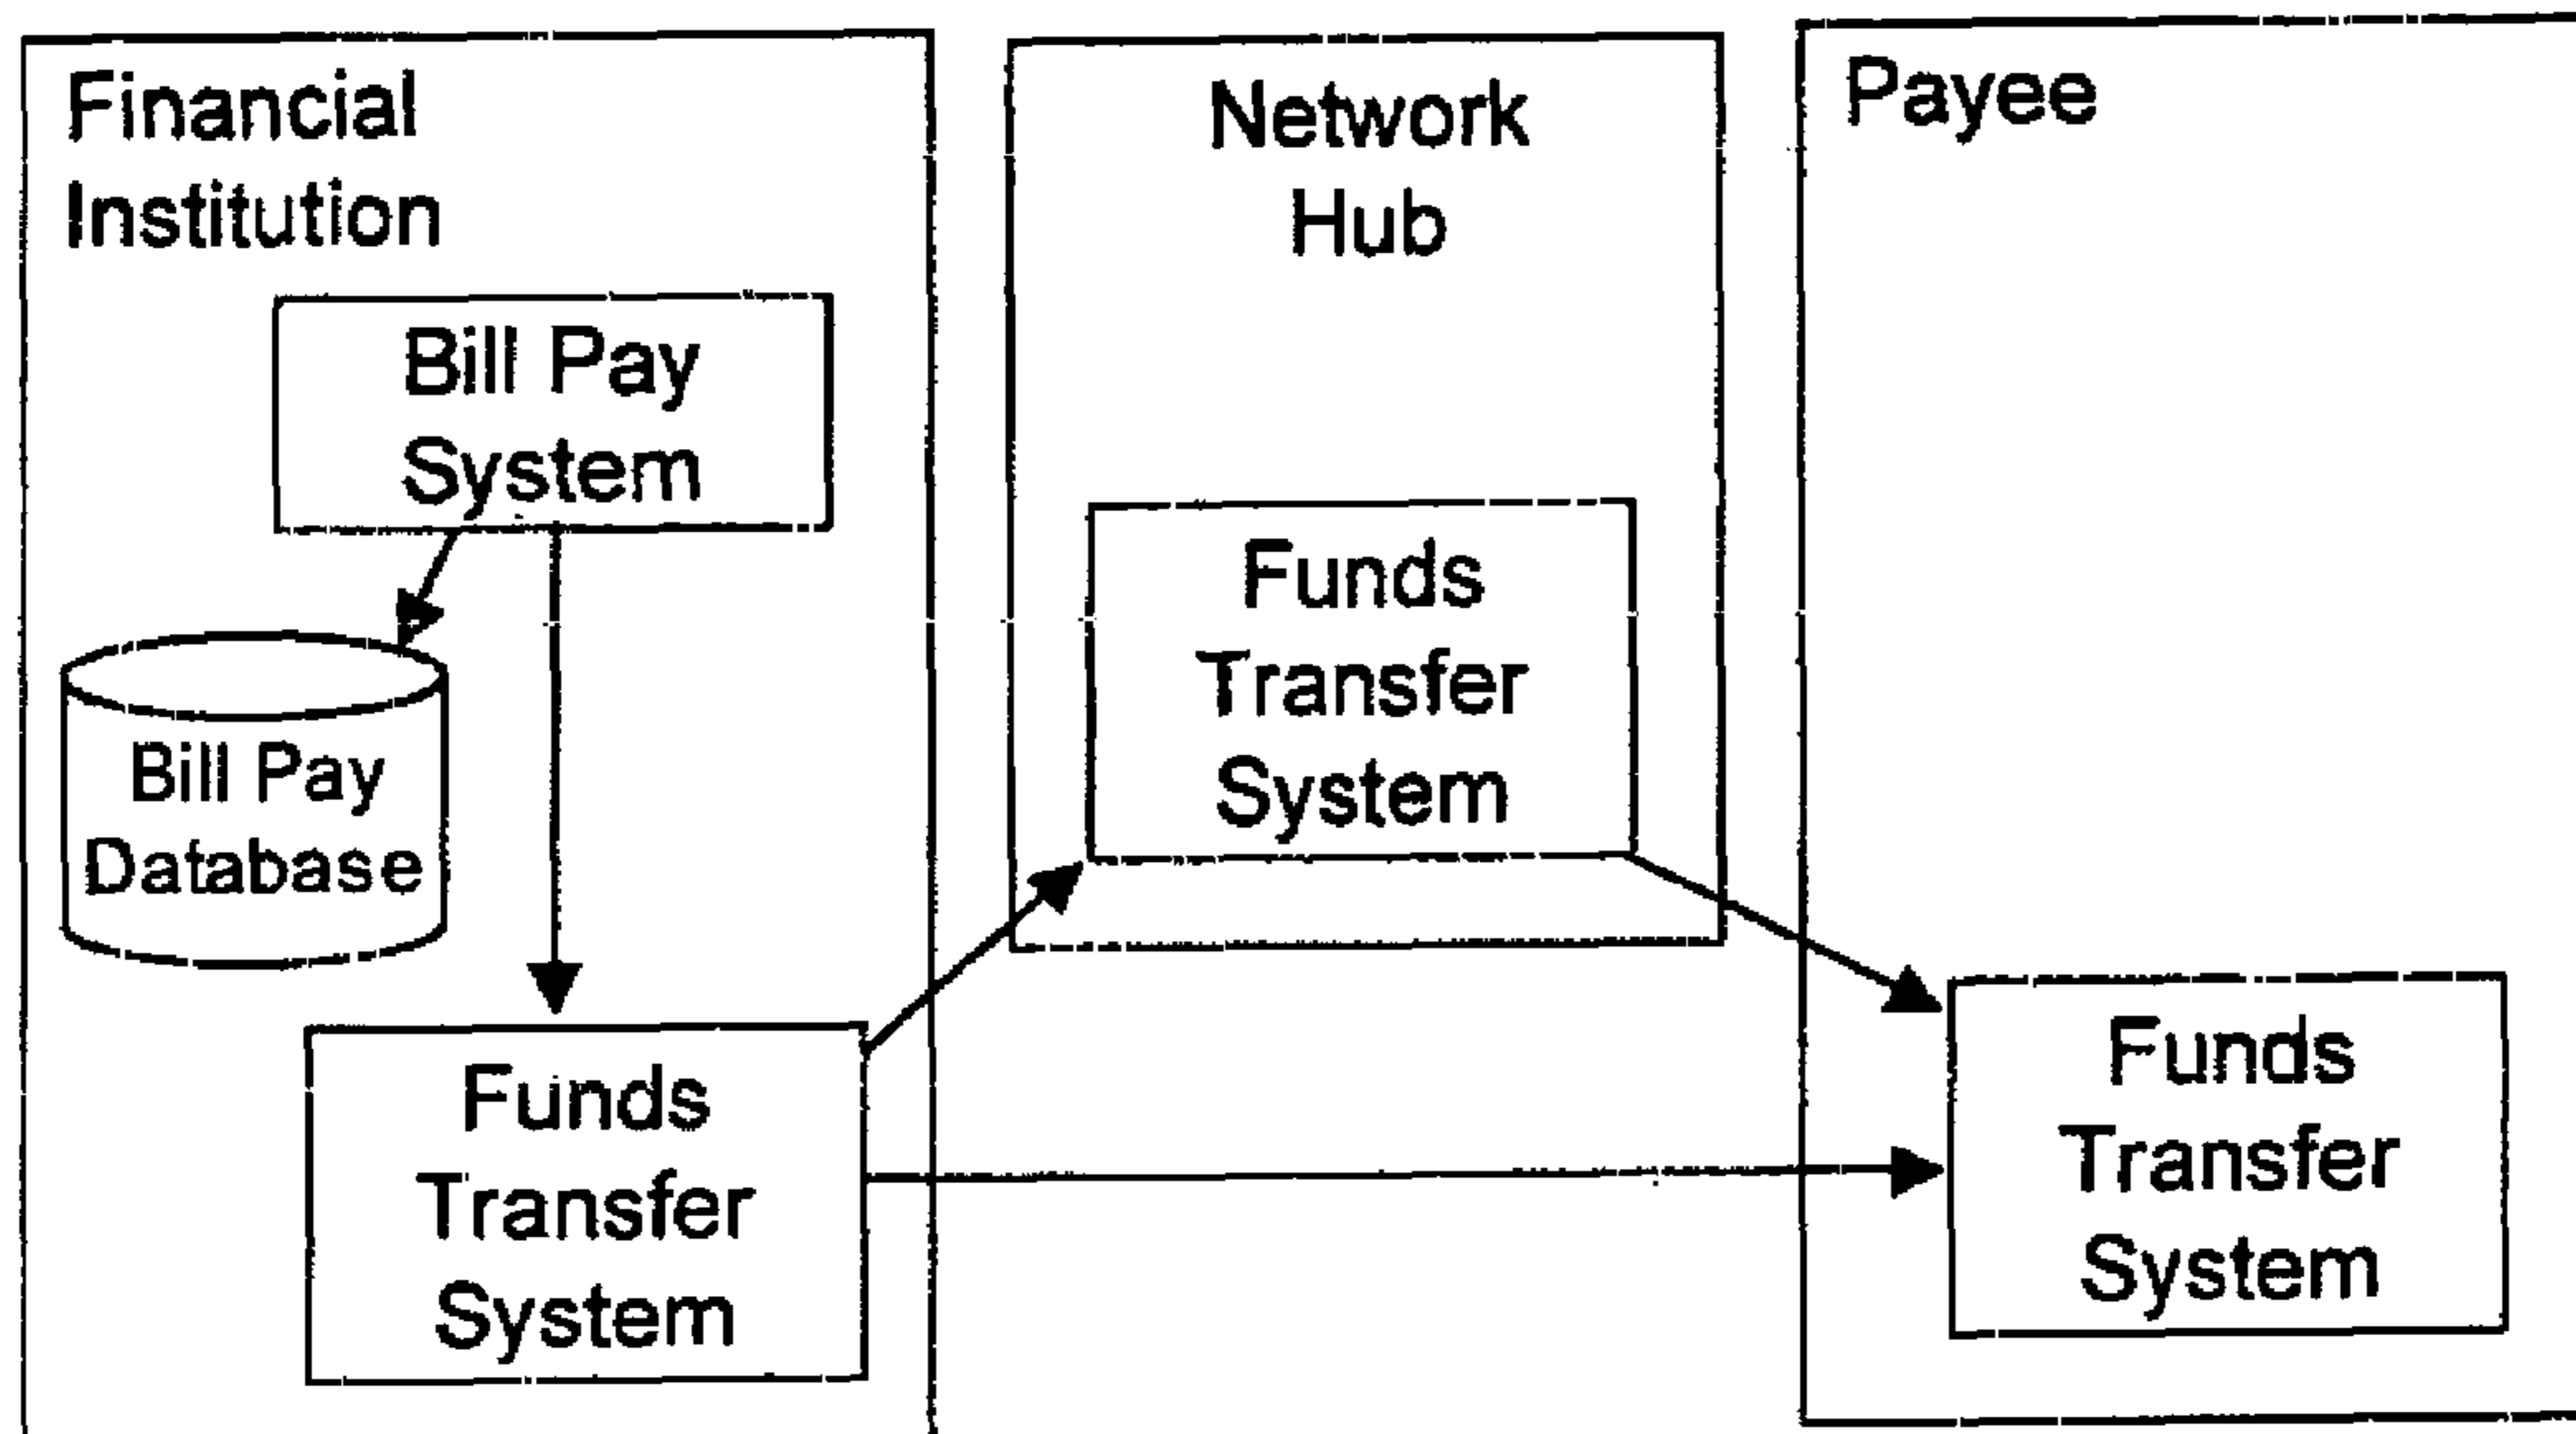 Financial
Institution
Bill Pay
System
Bill Pay
Database
Funds
Transfer
System
Network
Hub
Funds
Transfer
System
Payee
Funds
Transfer
System